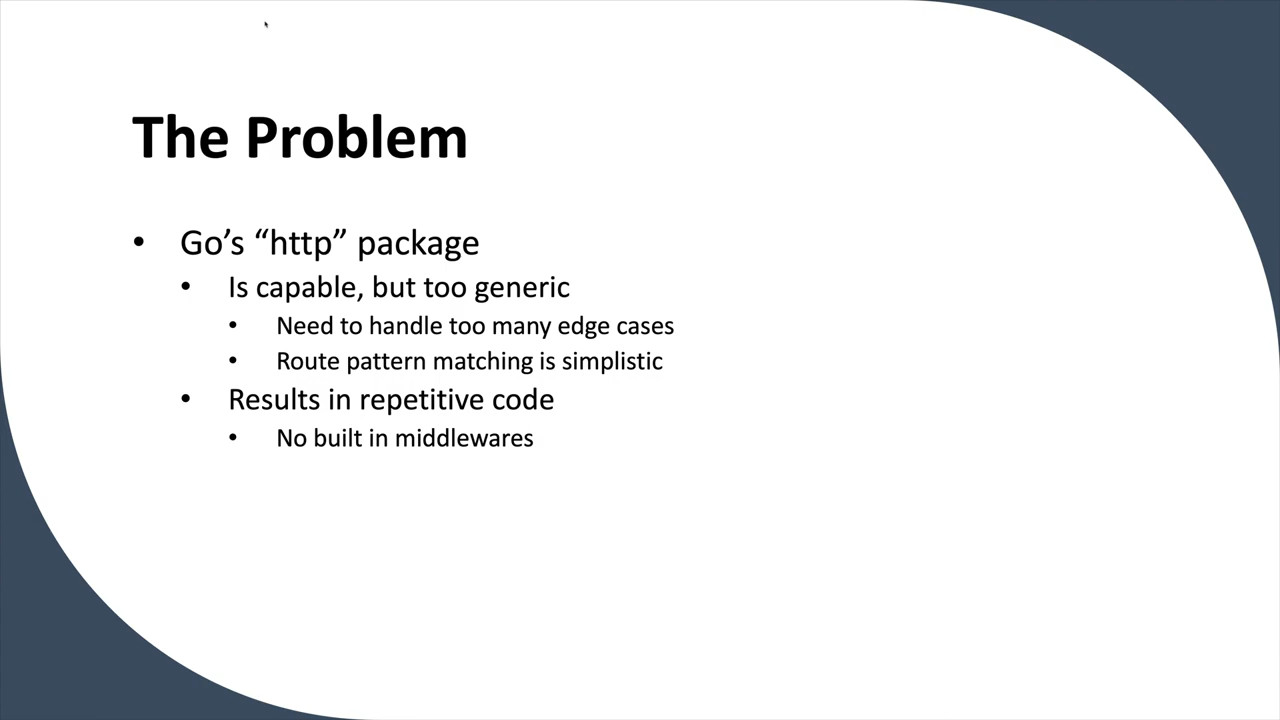 The Problem
• Go’s “http” package
• Is capable, but too generic
• Need to handle too many edge cases
• Route pattern matching is simplistic
• Results in repetitive code
• No built in middlewares